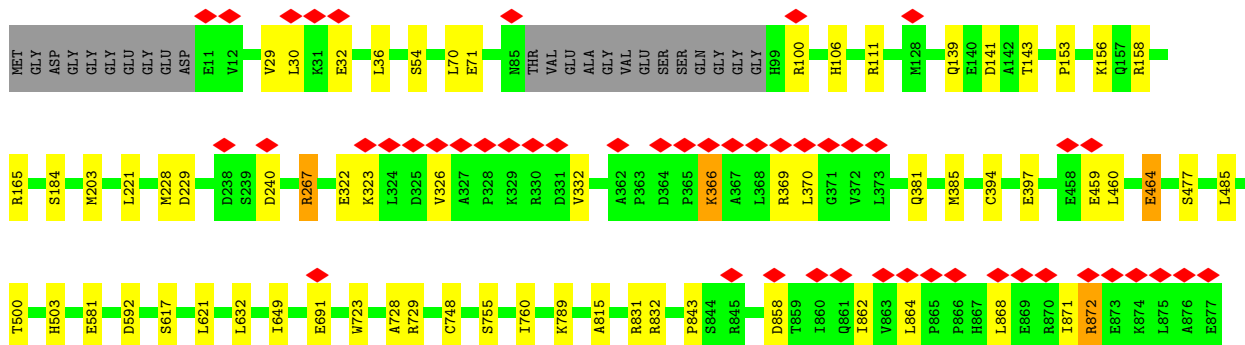 MET GLY ASP GLY GLY GLY GLU GLY GLU ASP E11 V12 V29 L30 K31 E32 L36 S54 L70 E71 N85 THR VAL GLU ALA GLY VAL GLU SER SER GLN GLY GLY GLY H99 R100 H106 R111 M128 Q139 E140 D141 A142 T143 P153 K156 Q157 R158
R165 S184 M203 L221 M228 D229 D238 S239 D240 R267 E322 K323 L324 D325 V326 A327 P328 K329 R330 D331 V332 A362 P363 D364 P365 K366 A367 L368 R369 L370 G371 V372 L373 Q381 M385 C394 E397 E458 E459 L460 E464 S477 L485
T500 H503 E581 D592 S617 L621 L632 I649 E691 W723 A728 R729 C748 S755 I760 K789 A815 R831 R832 P843 S844 R845 D858 T859 I860 Q861 I862 V863 L864 P865 P866 H867 L868 E869 R870 I871 R872 E873 K874 L875 A876 E877